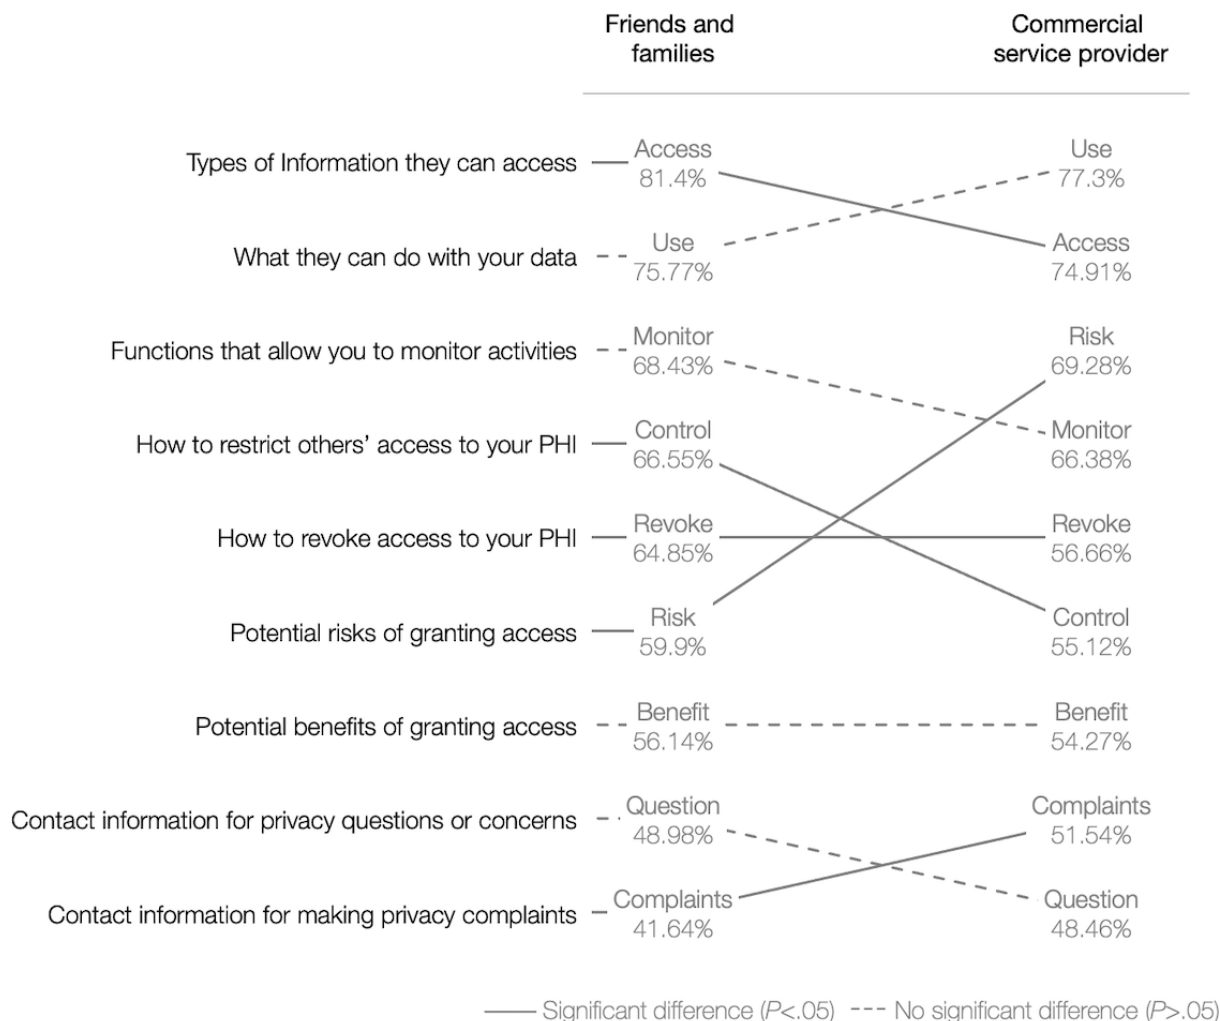 Friends and
families
Commercial
service provider
Types of Information they can access
Access
81.4%
Use
77.3%
What they can do with your data
Use
75.77%
Access
74.91%
Functions that allow you to monitor activities
Monitor
68.43%
Risk
69.28%
How to restrict others’ access to your PHI
Control
66.55%
Monitor
66.38%
How to revoke access to your PHI
Revoke
64.85%
Revoke
56.66%
Potential risks of granting access
Risk
59.9%
Control
55.12%
Potential benefits of granting access
Benefit
56.14%
Benefit
54.27%
Contact information for privacy questions or concerns
Question
48.98%
Complaints
51.54%
Contact information for making privacy complaints
Complaints
41.64%
Question
48.46%
Significant difference (P<.05)
No significant difference (P>.05)